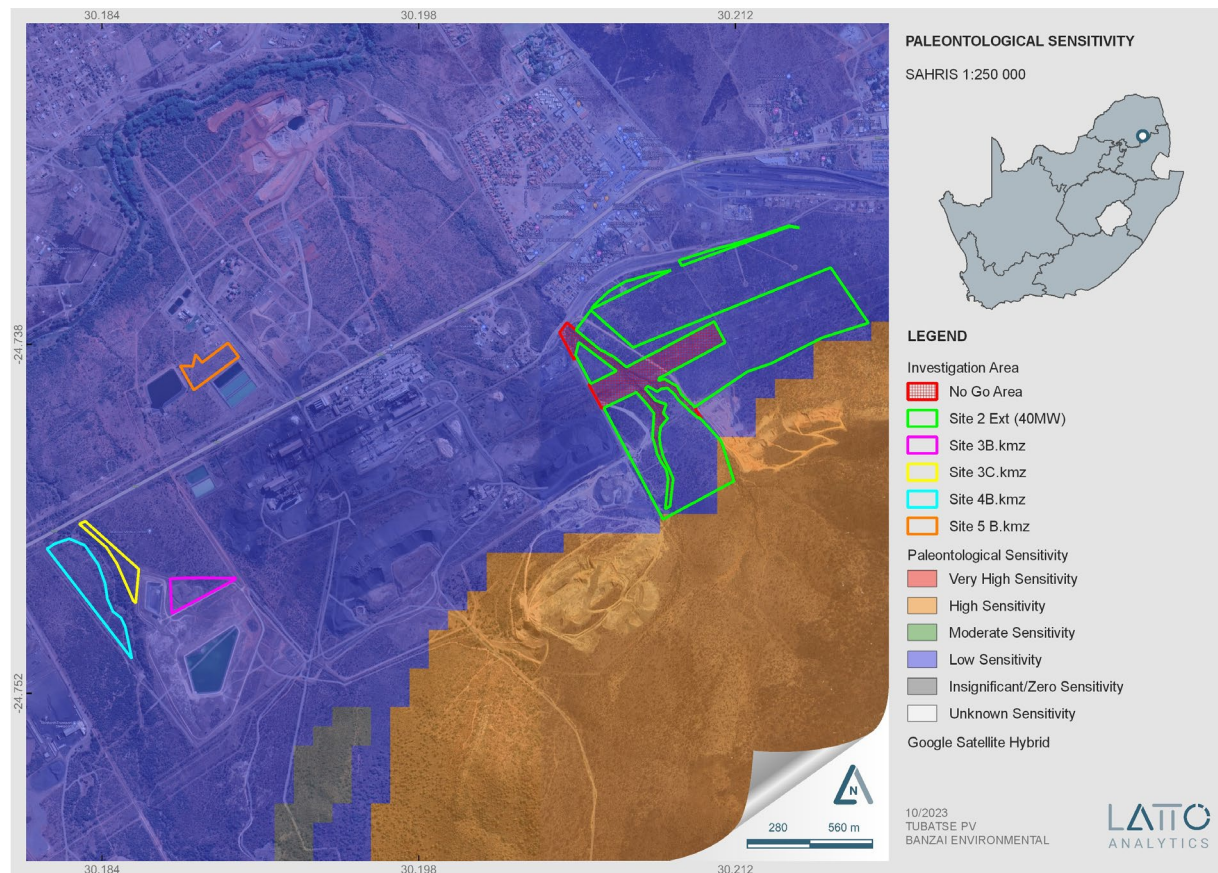 30.184
30.198
30.212
PALEONTOLOGICAL SENSITIVITY
SAHRIS 1:250 000
-24.738
-24.752
LEGEND
Investigation Area
No Go Area
Site 2 Ext (40MW)
Site 3B.kmz
Site 3C.kmz
Site 4B.kmz
Site 5 B.kmz
Paleontological Sensitivity
Very High Sensitivity
High Sensitivity
Moderate Sensitivity
Low Sensitivity
Insignificant/Zero Sensitivity
Unknown Sensitivity
Google Satellite Hybrid
N
280 560 m
10/2023
TUBATSE PV
BANZAI ENVIRONMENTAL
LATTO
ANALYTICS
30.184
30.198
30.212